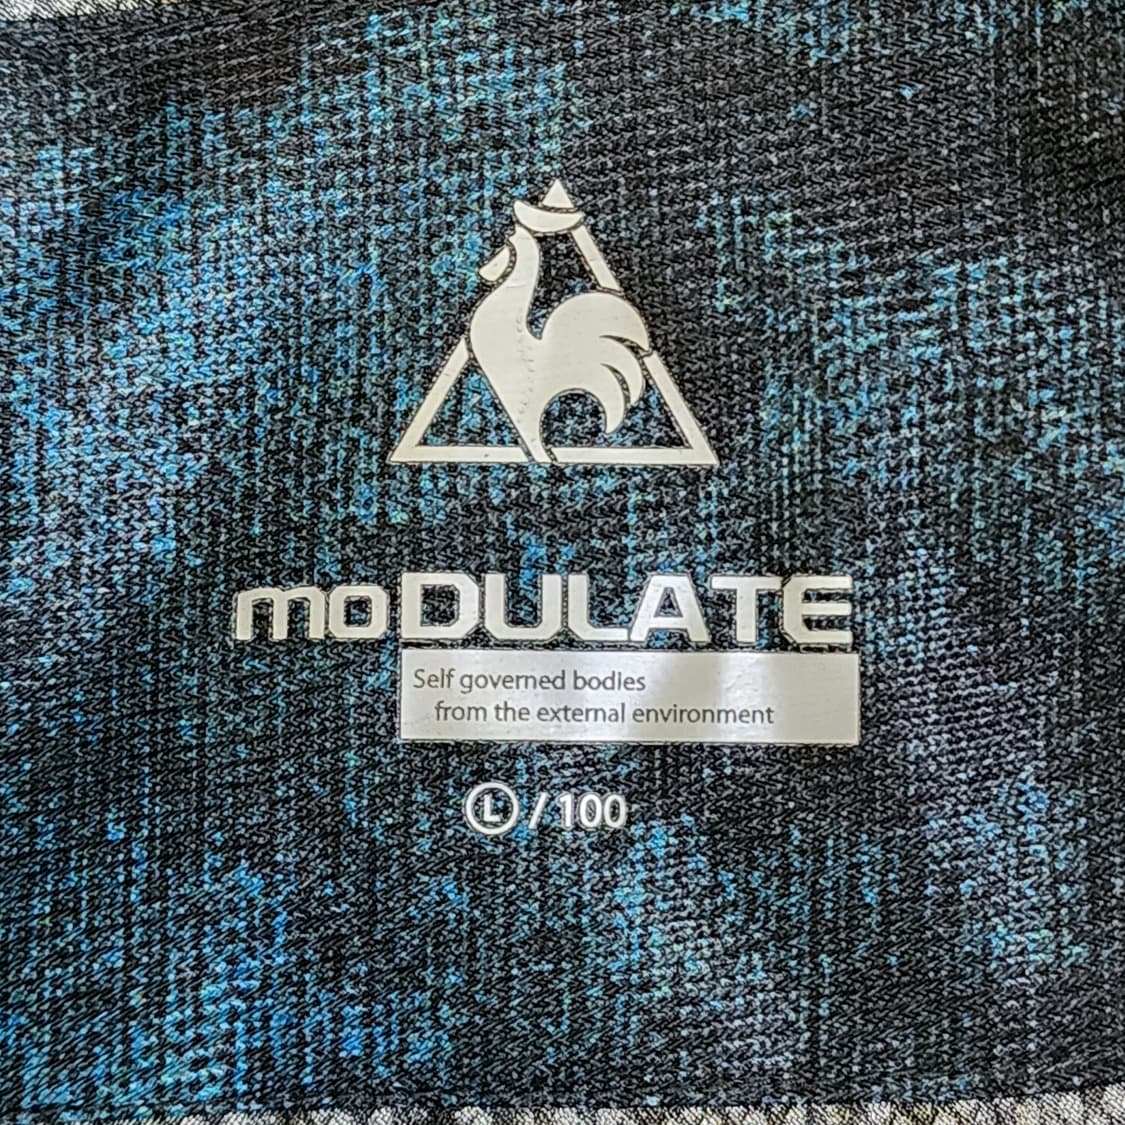 moDULATE
Self governed bodies
from the external environment
L / 100